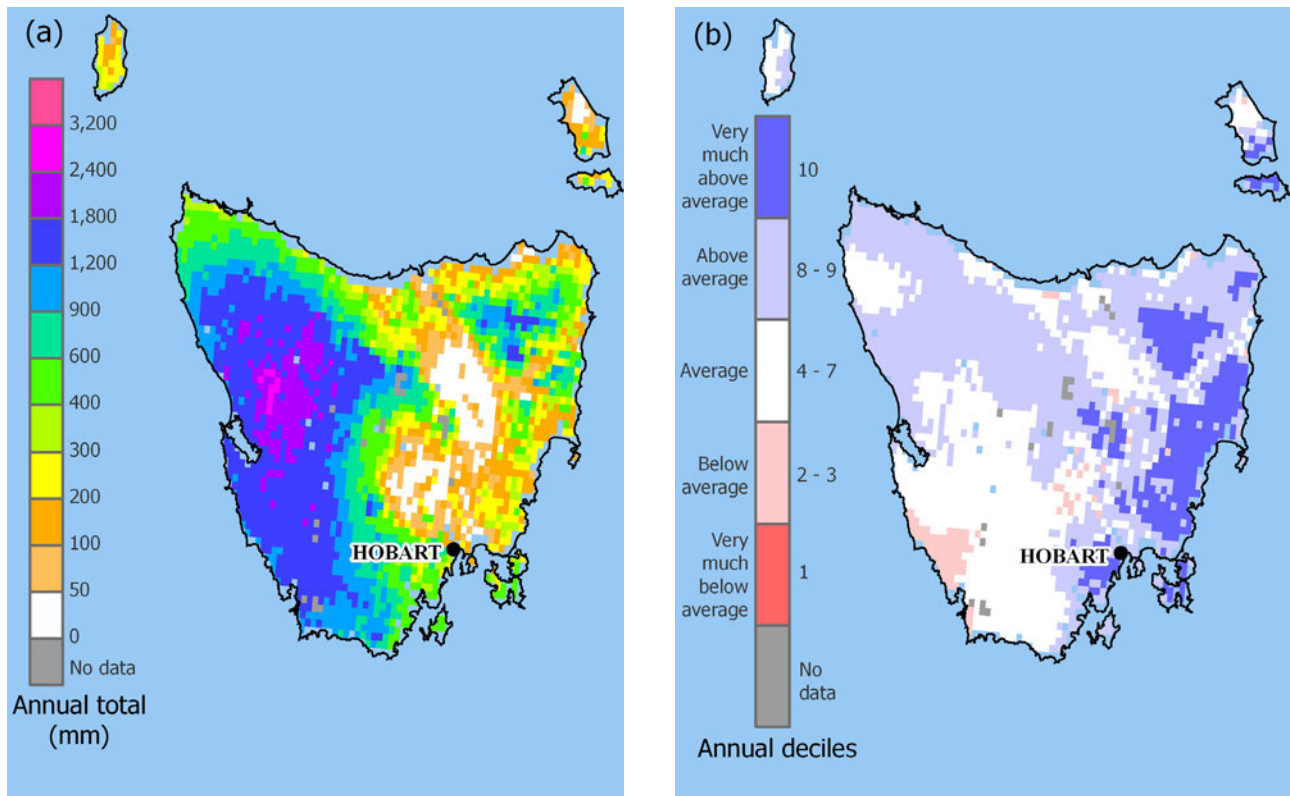 (a)
3,200
2,400
1,800
1,200
900
600
400
300
200
100
50
0
No data
Annual total
(mm)
HOBART
(b)
Very
much
above
average
10
Above
average
8 - 9
Average
4 - 7
Below
average
2 - 3
Very
much
below
average
1
No
data
Annual deciles
HOBART